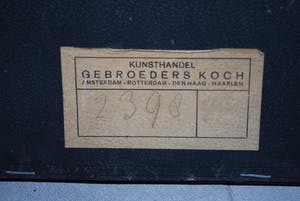 KUNSTHANDEL
GEBROEDERS KOCH
AMSTERDAM - ROTTERDAM - DEN HAAG - HAARLEM
2398